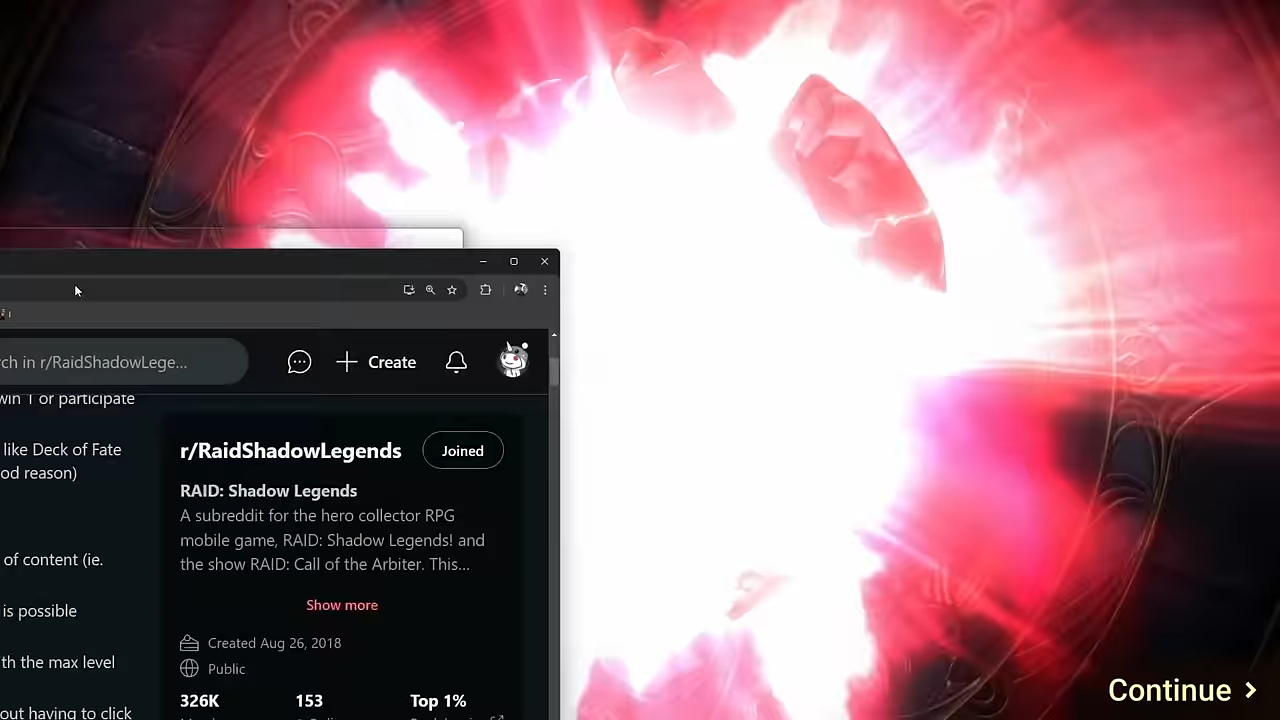 rch in r/RaidShadowLege...
Create
win 1 or participate
like Deck of Fate
od reason)
of content (ie.
is possible
th the max level
out having to click
r/RaidShadowLegends
Joined
RAID: Shadow Legends
A subreddit for the hero collector RPG
mobile game, RAID: Shadow Legends! and
the show RAID: Call of the Arbiter. This...
Show more
Created Aug 26, 2018
Public
326K 153 Top 1%
Continue